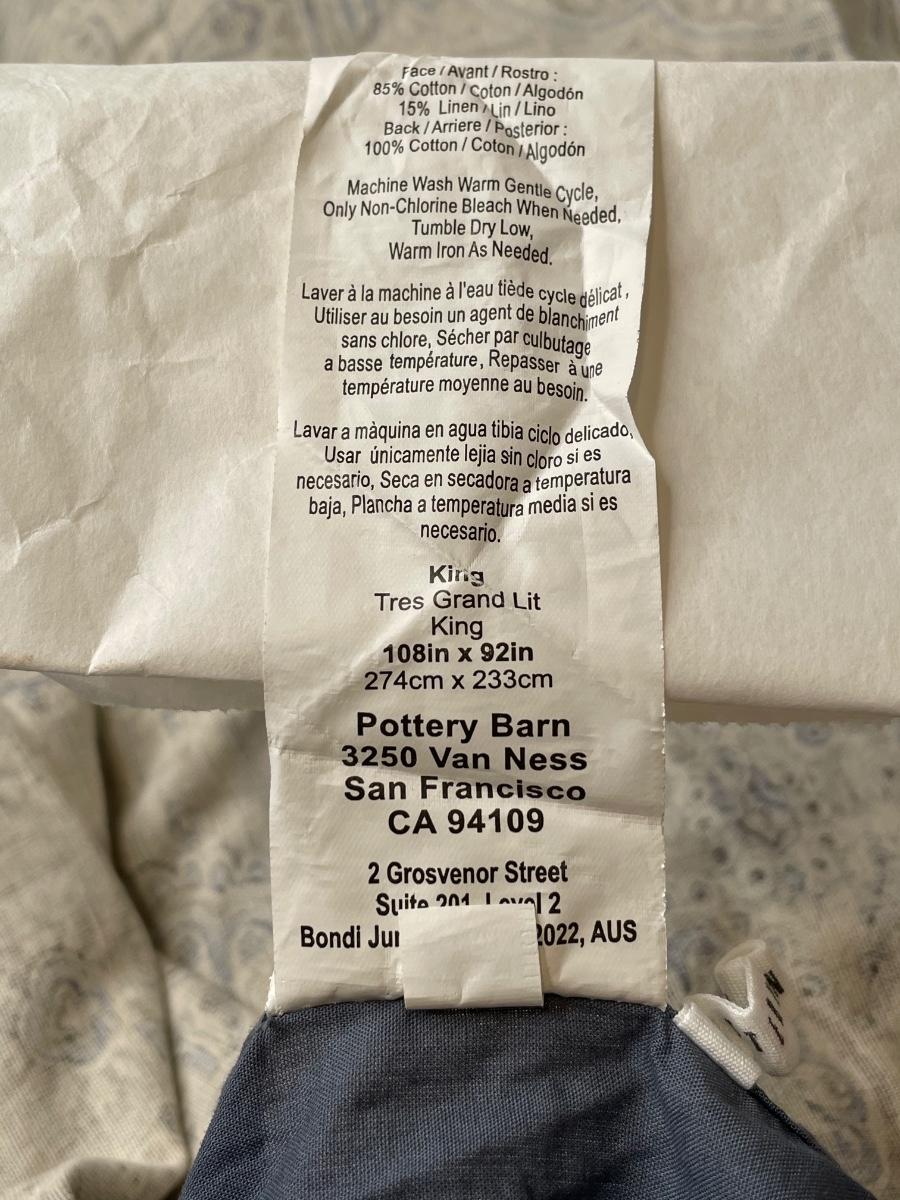 Face / Avant / Rostro :
85% Cotton / Coton / Algodón
15% Linen / Lin / Lino
Back / Arriere / Posterior :
100% Cotton / Coton / Algodón
Machine Wash Warm Gentle Cycle,
Only Non-Chlorine Bleach When Needed,
Tumble Dry Low,
Warm Iron As Needed.
Laver à la machine à l'eau tiède cycle délicat,
Utiliser au besoin un agent de blanchiment
sans chlore, Sécher par culbutage
a basse température, Repasser à une
température moyenne au besoin.
Lavar a màquina en agua tibia ciclo delicado,
Usar únicamente lejia sin cloro si es
necesario, Seca en secadora a temperatura
baja, Plancha a temperatura media si es
necesario.
King
Tres Grand Lit
King
108in x 92in
274cm x 233cm
Pottery Barn
3250 Van Ness
San Francisco
CA 94109
2 Grosvenor Street
Suite 201, Level 2
Bondi 2022, AUS